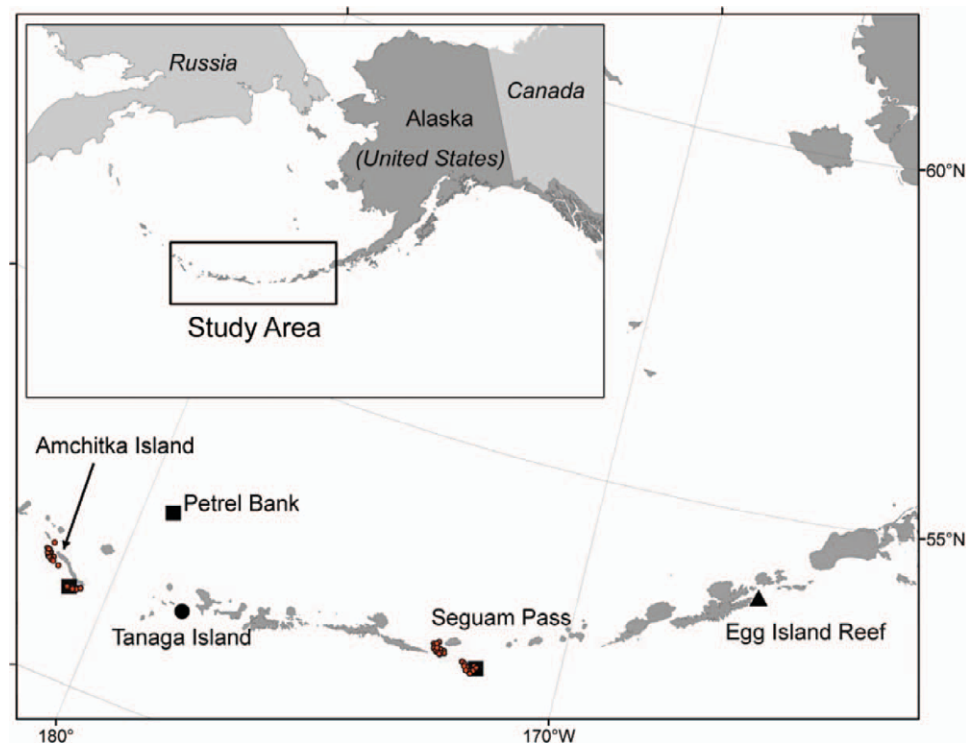 Russia
Canada
Alaska
(United States)
60°N
Study Area
Amchitka Island
Petrel Bank
55°N
Seguam Pass
Tanaga Island
Egg Island Reef
180°
170°W